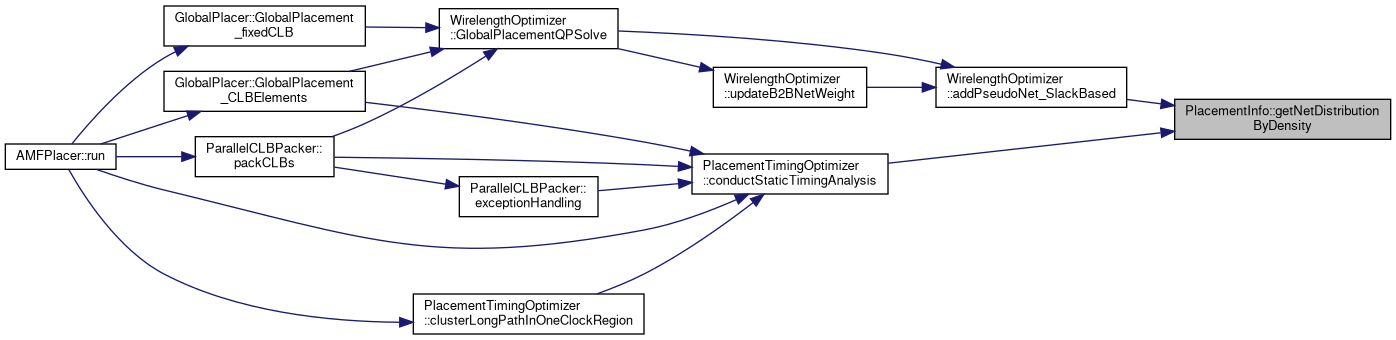 GlobalPlacer::GlobalPlacement
_fixedCLB
WirelengthOptimizer
::GlobalPlacementQPSolve
GlobalPlacer::GlobalPlacement
_CLBElements
WirelengthOptimizer
::updateB2BNetWeight
WirelengthOptimizer
::addPseudoNet_SlackBased
PlacementInfo::getNetDistribution
ByDensity
AMFPlacer::run
ParallelCLBPacker::
packCLBs
PlacementTimingOptimizer
::conductStaticTimingAnalysis
ParallelCLBPacker::
exceptionHandling
PlacementTimingOptimizer
::clusterLongPathInOneClockRegion